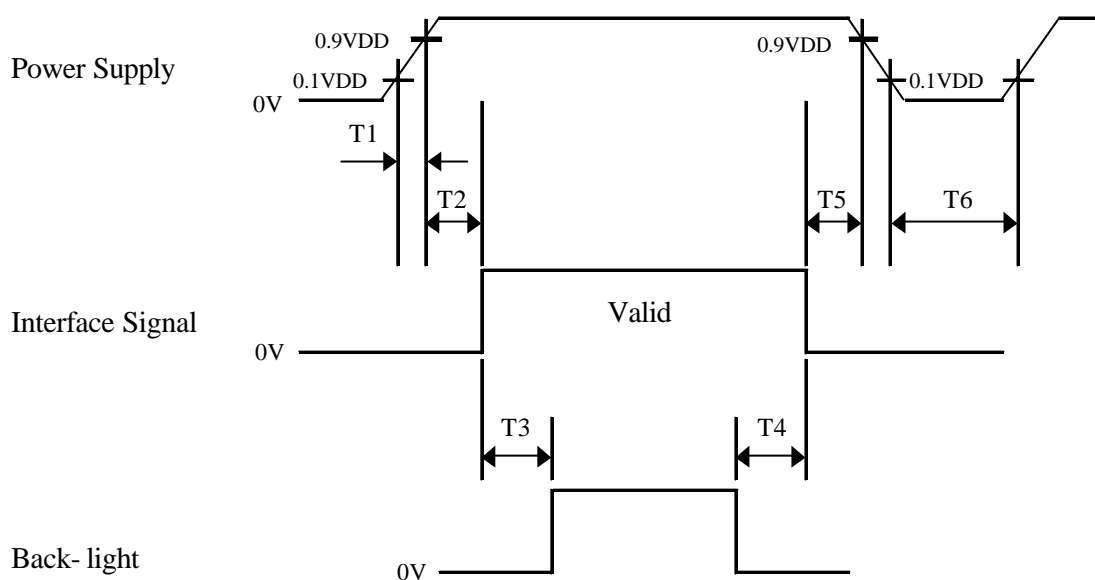 0.9VDD
0.9VDD
Power Supply
0.1VDD
0.1VDD
0V
T1
T2
T5
T6
Valid
Interface Signal
0V
T3
T4
Back- light
0V